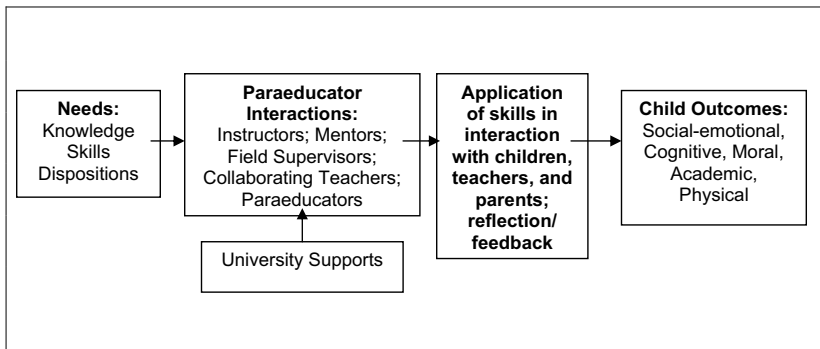 Needs:
Knowledge
Skills
Dispositions
Paraeducator
Interactions:
Instructors; Mentors;
Field Supervisors;
Collaborating Teachers;
Paraeducators
University Supports
Application
of skills in
interaction
with children,
teachers, and
parents;
reflection/
feedback
Child Outcomes:
Social-emotional,
Cognitive, Moral,
Academic,
Physical